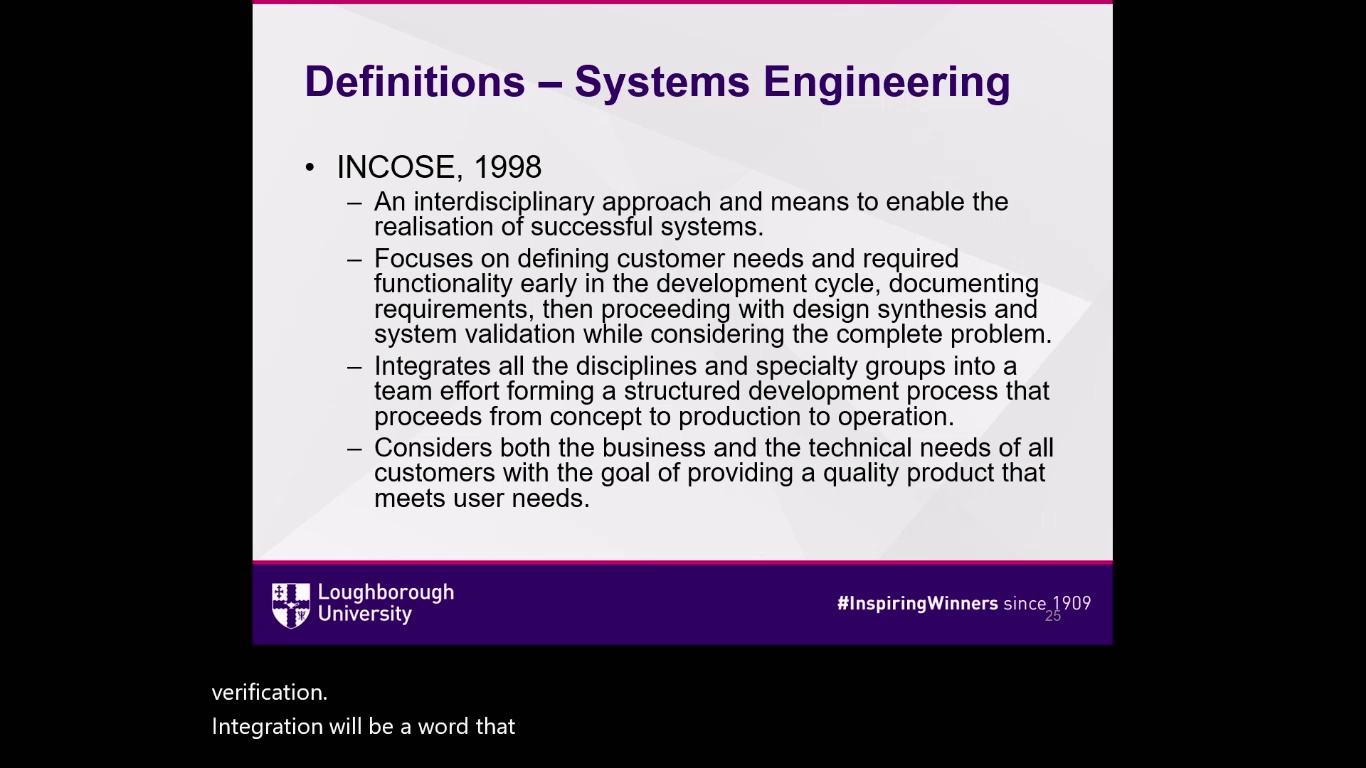 Definitions – Systems Engineering
• INCOSE, 1998
– An interdisciplinary approach and means to enable the
realisation of successful systems.
– Focuses on defining customer needs and required
functionality early in the development cycle, documenting
requirements, then proceeding with design synthesis and
system validation while considering the complete problem.
– Integrates all the disciplines and specialty groups into a
team effort forming a structured development process that
proceeds from concept to production to operation.
– Considers both the business and the technical needs of all
customers with the goal of providing a quality product that
meets user needs.
Loughborough
University
#InspiringWinners since 1909
25
verification.
Integration will be a word that